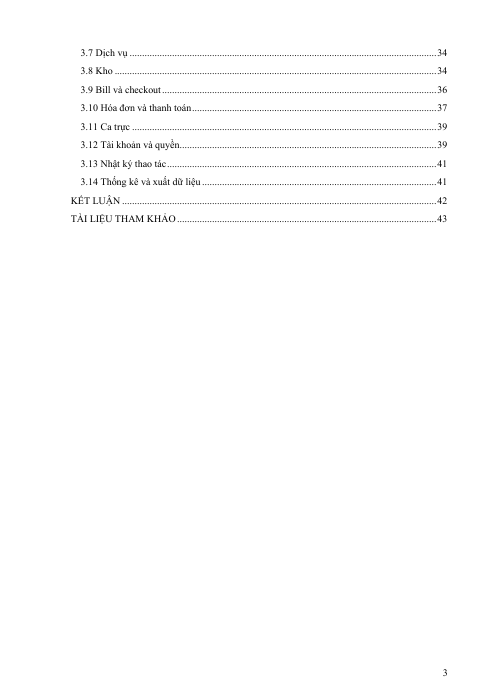 3.7 Dịch vụ ........................................................................ 34
3.8 Kho ........................................................................ 34
3.9 Bill và checkout ........................................................................ 36
3.10 Hóa đơn và thanh toán ........................................................................ 37
3.11 Ca trực ........................................................................ 39
3.12 Tài khoản và quyền ........................................................................ 39
3.13 Nhật ký thao tác ........................................................................ 41
3.14 Thống kê và xuất dữ liệu ........................................................................ 41
KẾT LUẬN ........................................................................ 42
TÀI LIỆU THAM KHẢO ........................................................................ 43
3